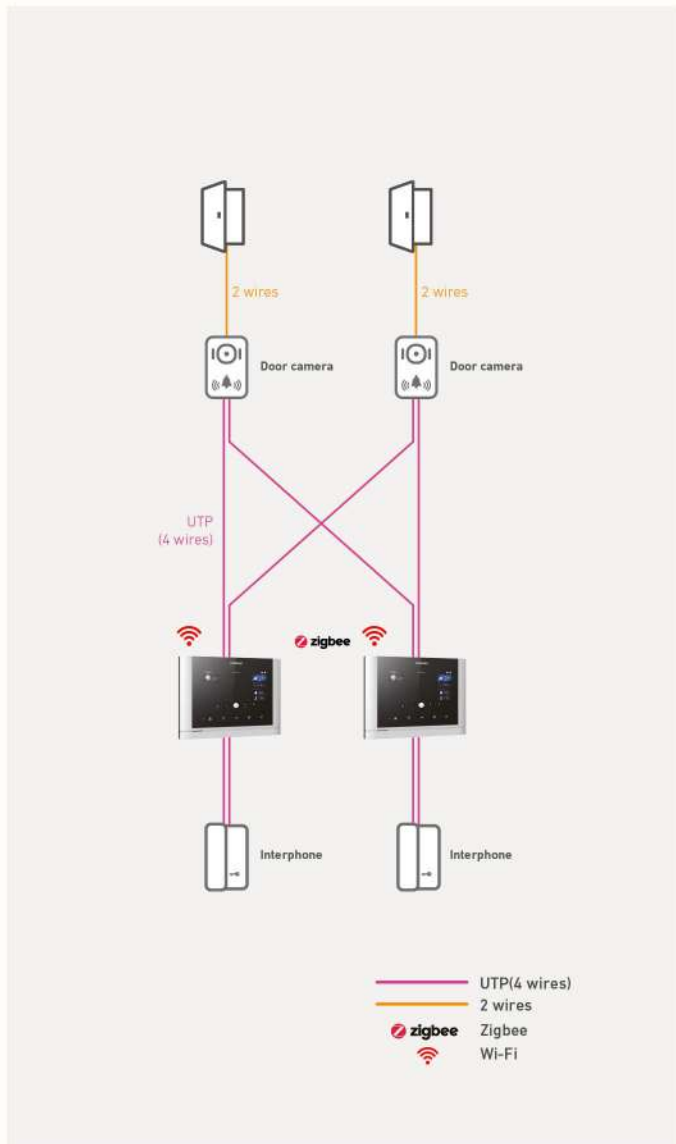 2 wires
2 wires
Door camera
Door camera
UTP
(4 wires)
zigbee
Interphone
Interphone
UTP(4 wires)
2 wires
zigbee Zigbee
Wi-Fi